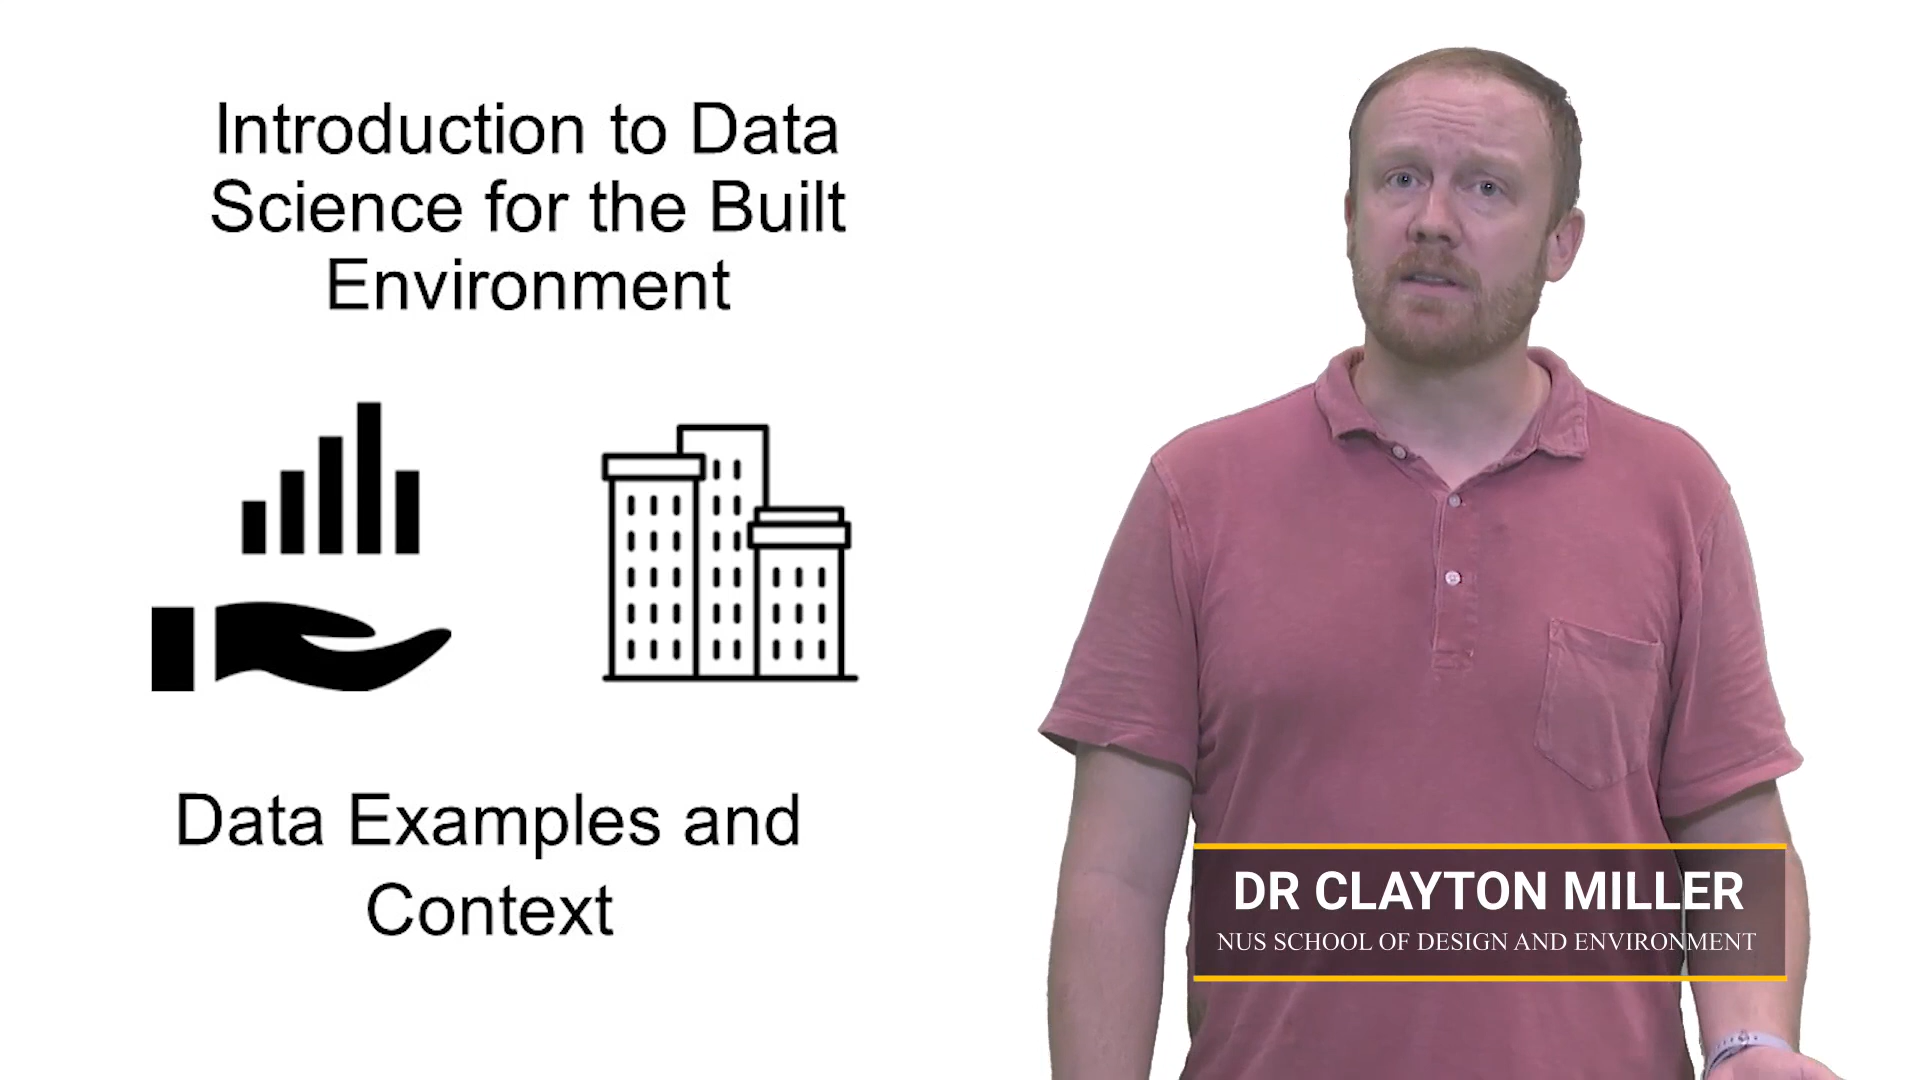 Introduction to Data
Science for the Built
Environment
Data Examples and
Context
DR CLAYTON MILLER
NUS SCHOOL OF DESIGN AND ENVIRONMENT